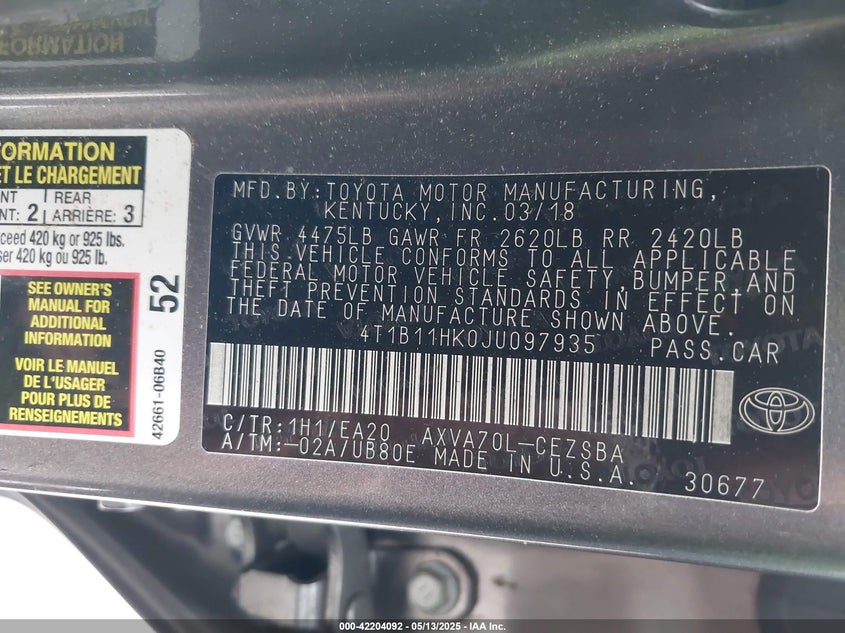 FORMATION
ORMATION
ET LE CHARGEMENT
NT REAR
NT: 2 ARRIÈRE: 3
ceed 420 kg or 925 lbs.
ser 420 kg ou 925 lb.
SEE OWNER'S
MANUAL FOR
ADDITIONAL
INFORMATION
VOIR LE MANUEL
DE L'USAGER
POUR PLUS DE
RENSEIGNEMENTS
52
42661-06B40
MFD.BY:TOYOTA MOTOR MANUFACTURING,
KENTUCKY,INC.03/18
GVWR 4475LB GAWR FR 2620LB RR 2420LB
THIS VEHICLE CONFORMS TO ALL APPLICABLE
FEDERAL MOTOR VEHICLE SAFETY,BUMPER,AND
THEFT PREVENTION STANDARDS IN EFFECT ON
THE DATE OF MANUFACTURE SHOWN ABOVE.
4T1B11HK0JU097935 PASS CAR
C/TR:1H1/EA20 AXVA70L-CEZSBA
A/TM:-02A/UB80E MADE IN U.S.A.
30677
000-42204092 — 05/13/2025 — IAA Inc.